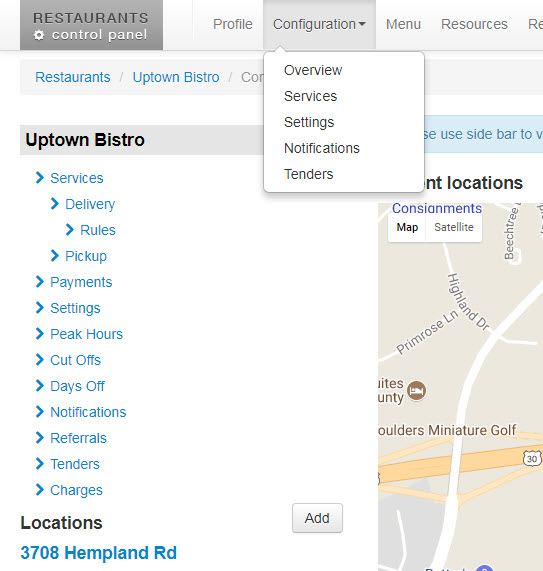 RESTAURANTS
control panel
Profile
Configuration
Menu
Resources
Re
Restaurants / Uptown Bistro / Con
Overview
Services
Settings
Notifications
Tenders
se use side bar to v
Uptown Bistro
Services
Delivery
Rules
Pickup
Payments
Settings
Peak Hours
Cut Offs
Days Off
Notifications
Referrals
Tenders
Charges
Locations
Add
3708 Hempland Rd
nt locations
Consignments
Map
Satellite
Beechtree D
Highland Dr
Primrose Ln
uites
ounty
oulders Miniature Golf
30
30